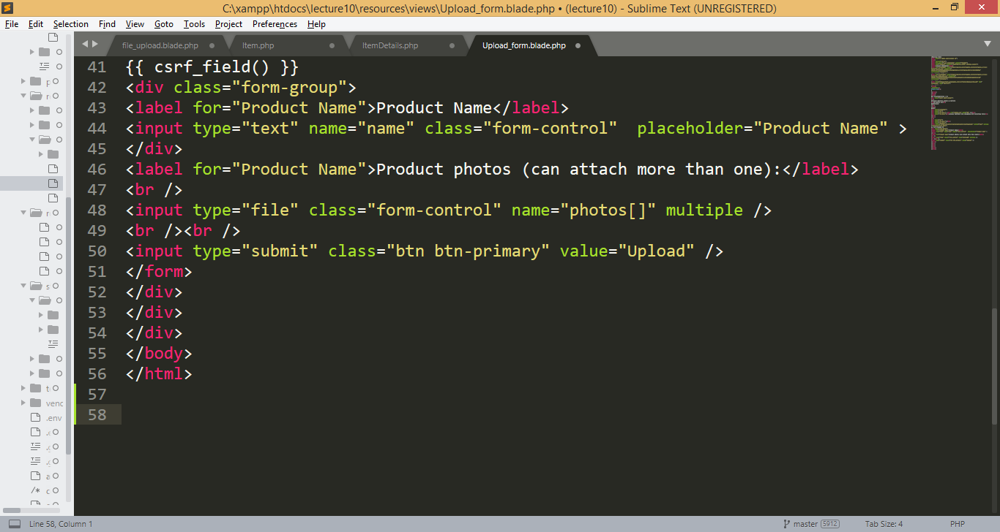 C:\xampp\htdocs\lecture10\resources\views\Upload_form.blade.php • (lecture10) - Sublime Text (UNREGISTERED)
File Edit Selection Find View Goto Tools Project Preferences Help
file_upload.blade.php Item.php ItemDetails.php Upload_form.blade.php
41 {{ csrf_field() }}
42 <div class="form-group">
43 <label for="Product Name">Product Name</label>
44 <input type="text" name="name" class="form-control"  placeholder="Product Name" >
45 </div>
46 <label for="Product Name">Product photos (can attach more than one):</label>
47 <br />
48 <input type="file" class="form-control" name="photos[]" multiple />
49 <br /><br />
50 <input type="submit" class="btn btn-primary" value="Upload" />
51 </form>
52 </div>
53 </div>
54 </div>
55 </body>
56 </html>
57
58
.env
/*
Line 58, Column 1 master 5912 Tab Size: 4 PHP